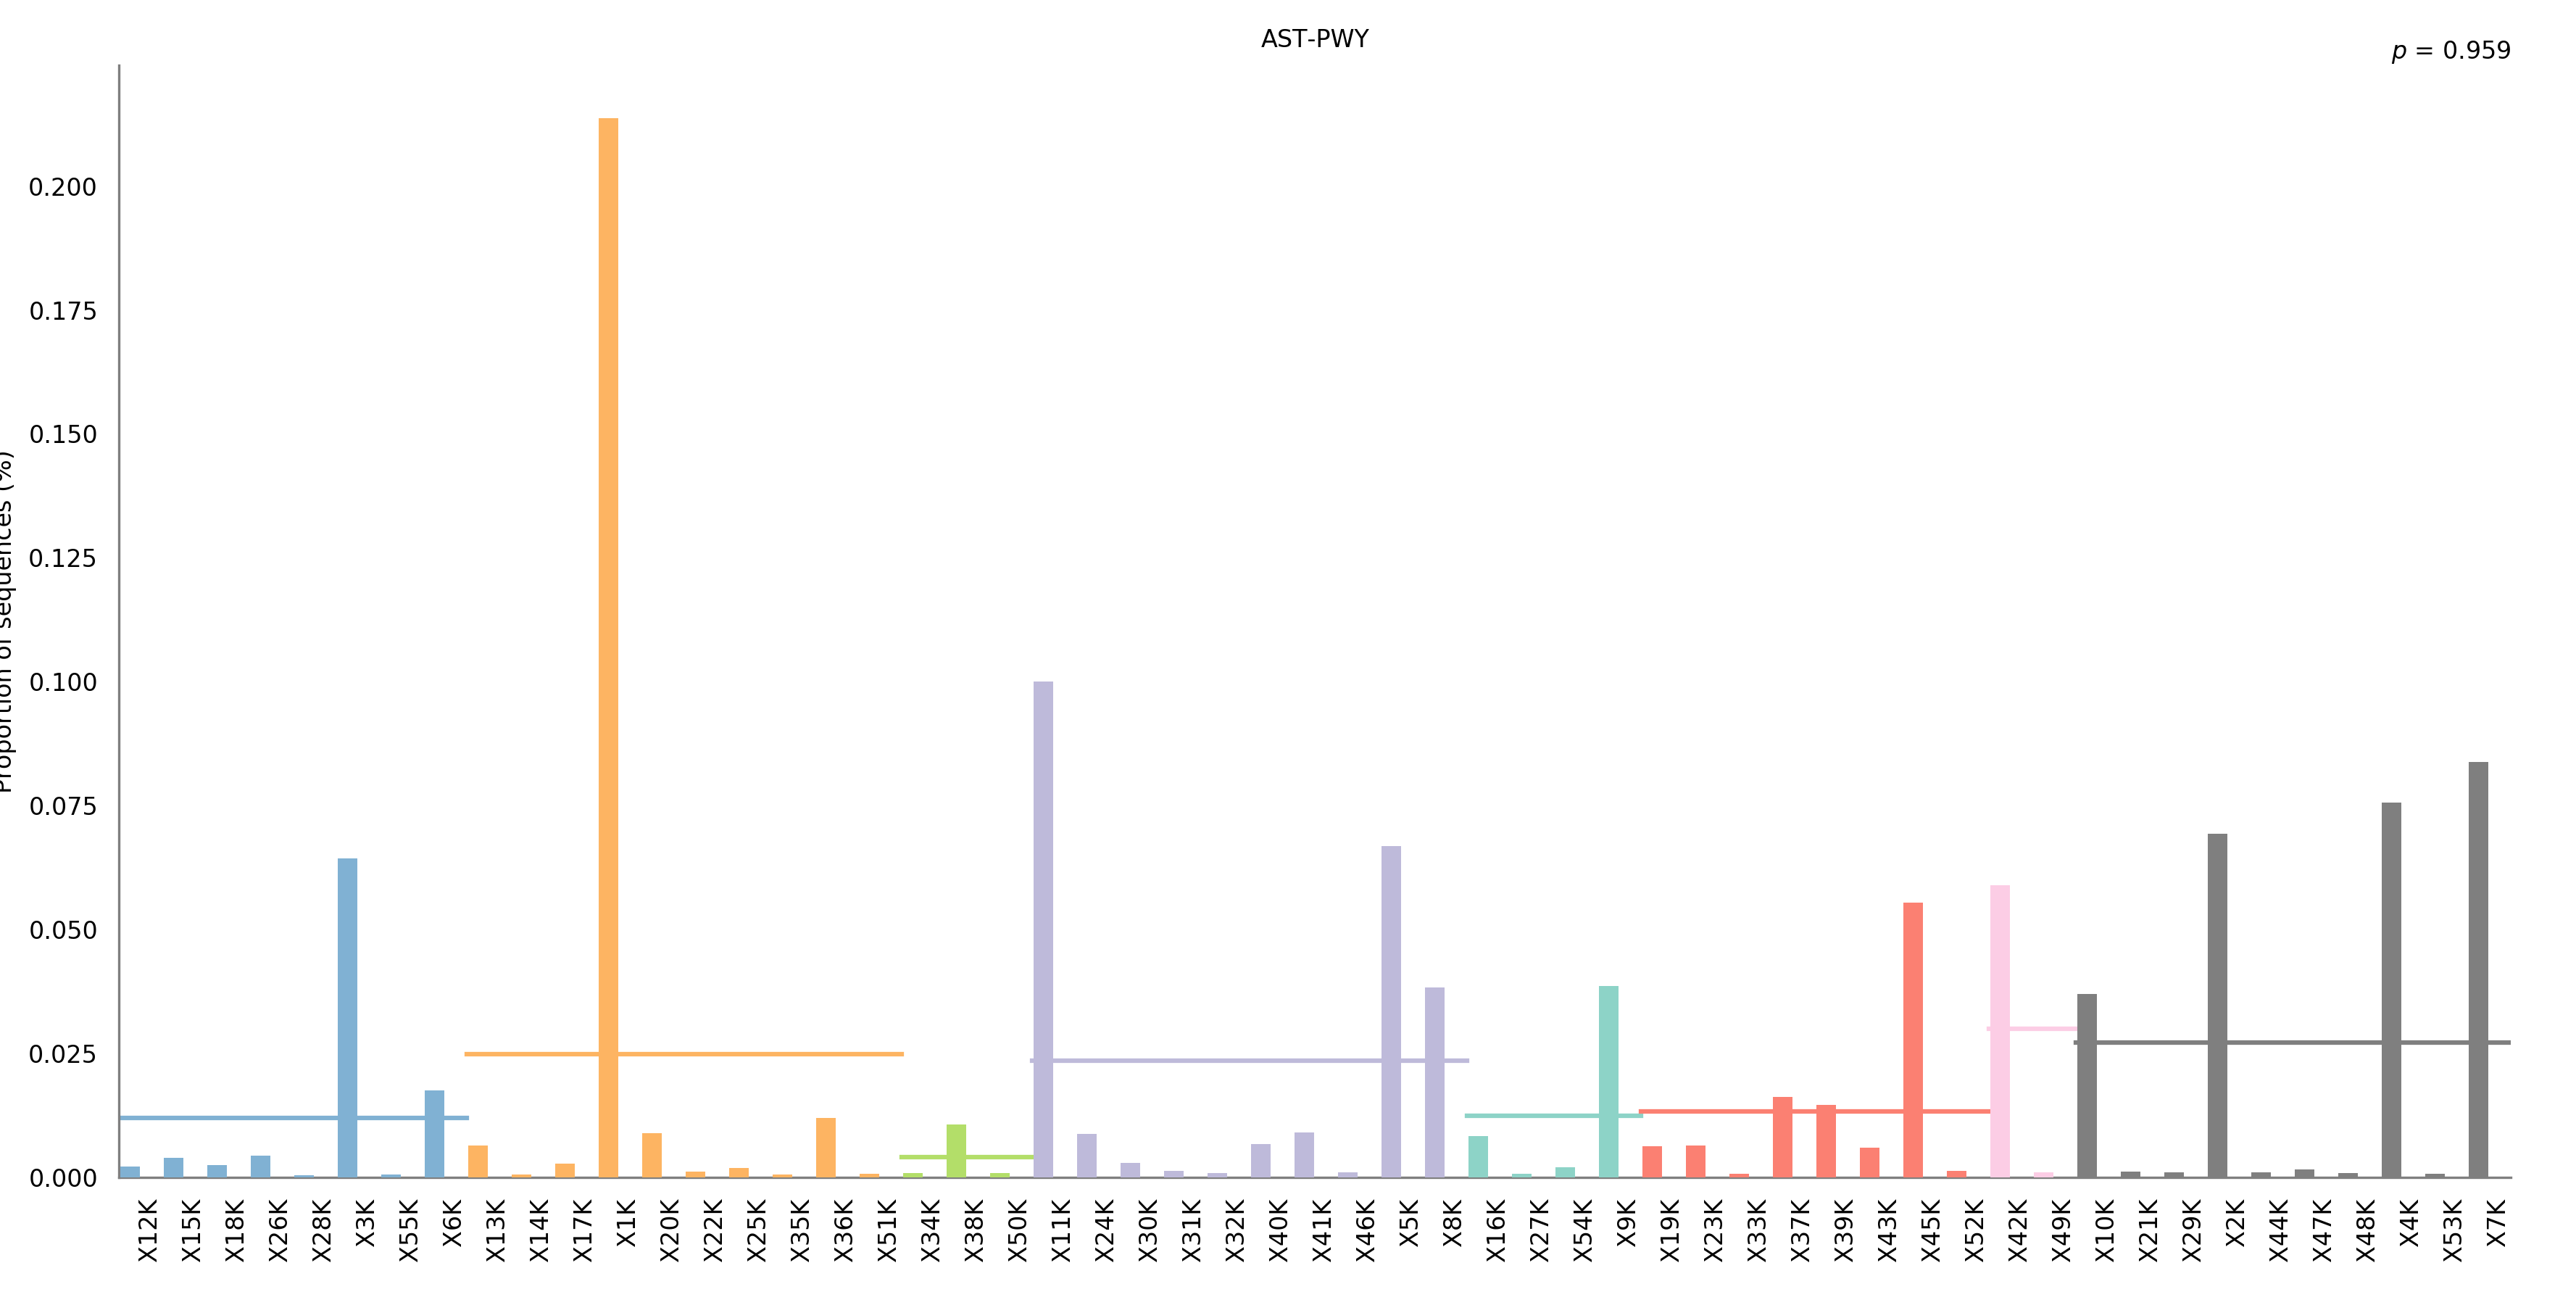 AST-PWY
p = 0.959
0.200
0.175
0.150
0.125
0.100
0.075
0.050
0.025
0.000
Proportion of sequences (%)
X12K
X15K
X18K
X26K
X28K
X3K
X55K
X6K
X13K
X14K
X17K
X1K
X20K
X22K
X25K
X35K
X36K
X51K
X34K
X38K
X50K
X11K
X24K
X30K
X31K
X32K
X40K
X41K
X46K
X5K
X8K
X16K
X27K
X54K
X9K
X19K
X23K
X33K
X37K
X39K
X43K
X45K
X52K
X42K
X49K
X10K
X21K
X29K
X2K
X44K
X47K
X48K
X4K
X53K
X7K